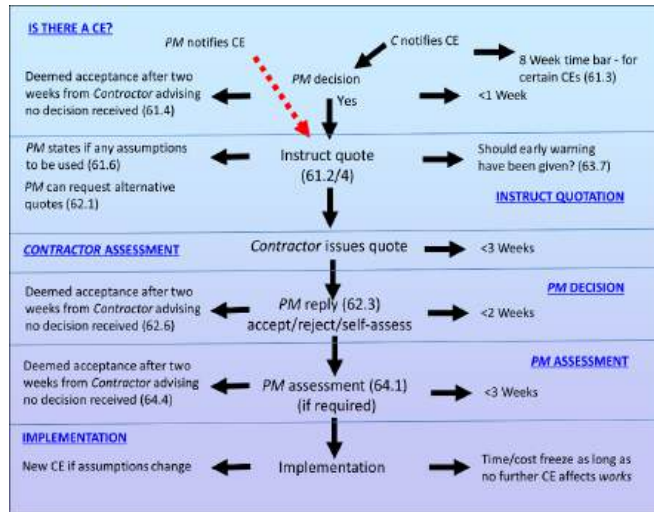 IS THERE A CE?
PM notifies CE
C notifies CE
8 Week time bar - for
certain CEs (61.3)
Deemed acceptance after two
weeks from Contractor advising
no decision received (61.4)
PM decision
Yes
<1 Week
PM states if any assumptions
to be used (61.6)
PM can request alternative
quotes (62.1)
Instruct quote
(61.2/4)
Should early warning
have been given? (63.7)
INSTRUCT QUOTATION
CONTRACTOR ASSESSMENT
Contractor issues quote
<3 Weeks
Deemed acceptance after two
weeks from Contractor advising
no decision received (62.6)
PM reply (62.3)
accept/reject/self-assess
PM DECISION
<2 Weeks
Deemed acceptance after two
weeks from Contractor advising
no decision received (64.4)
PM assessment (64.1)
(if required)
PM ASSESSMENT
<3 Weeks
IMPLEMENTATION
New CE if assumptions change
Implementation
Time/cost freeze as long as
no further CE affects works